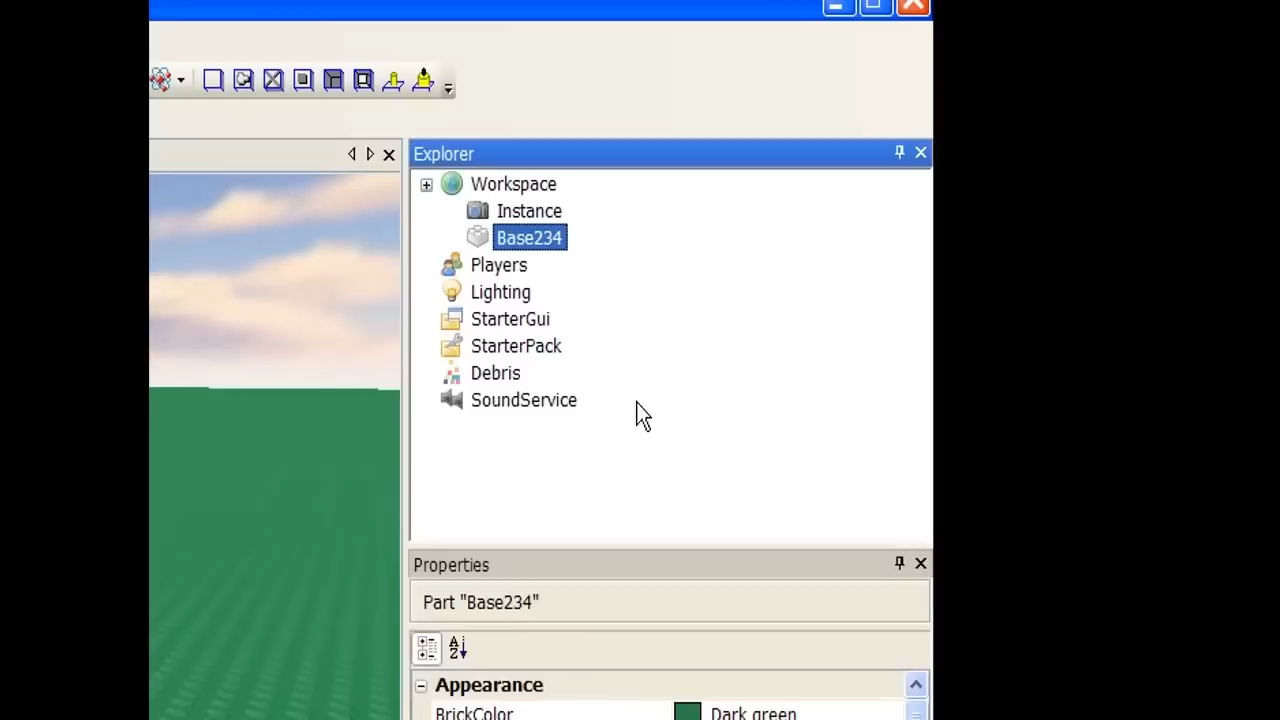 Explorer
Workspace
Instance
Base234
Players
Lighting
StarterGui
StarterPack
Debris
SoundService
Properties
Part "Base234"
Appearance
BrickColor Dark green